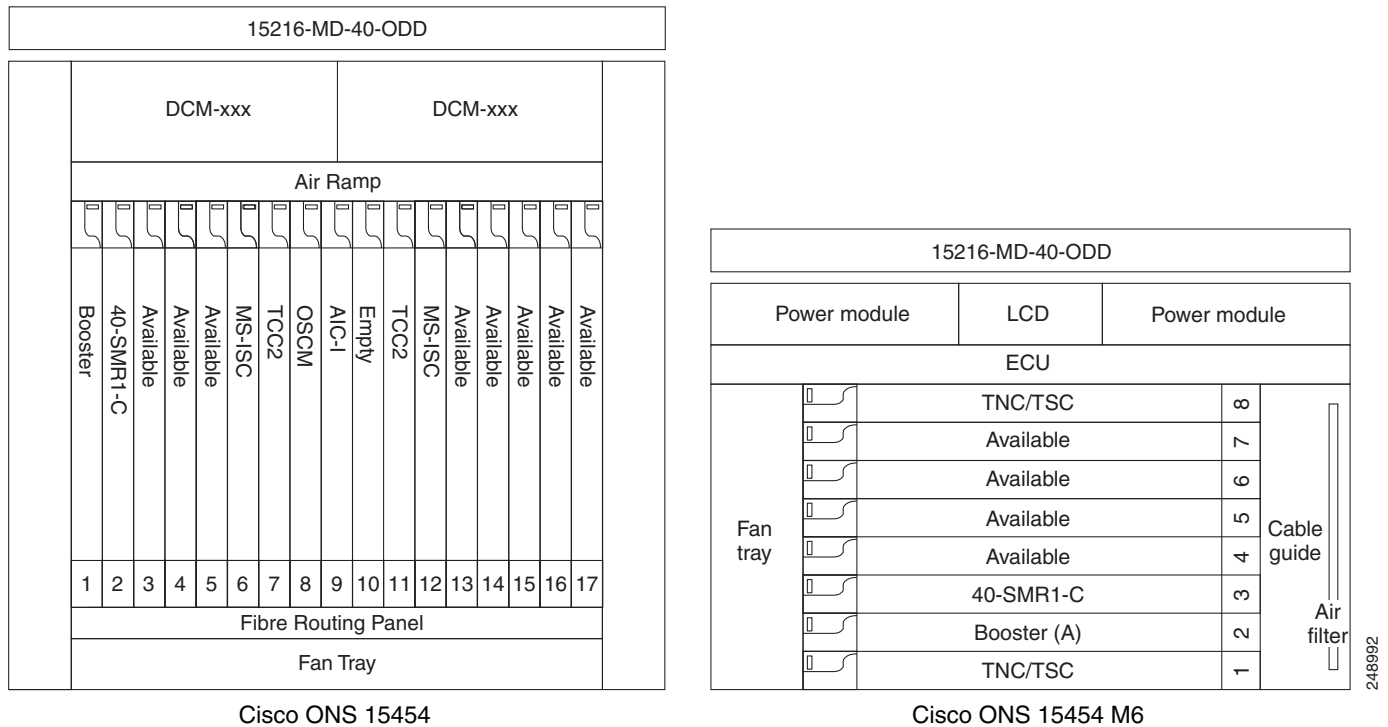 15216-MD-40-ODD
DCM-xxx
DCM-xxx
Air Ramp
Booster
40-SMR1-C
Available
Available
Available
MS-ISC
TCC2
OSCM
AIC-I
Empty
TCC2
MS-ISC
Available
Available
Available
Available
Available
1 2 3 4 5 6 7 8 9 10 11 12 13 14 15 16 17
Fibre Routing Panel
Fan Tray
Cisco ONS 15454
15216-MD-40-ODD
Power module
LCD
Power module
ECU
TNC/TSC 8
Available 7
Available 6
Available 5
Available 4
40-SMR1-C 3
Booster (A) 2
TNC/TSC 1
Fan
tray
Cable
guide
Air
filter
248992
Cisco ONS 15454 M6